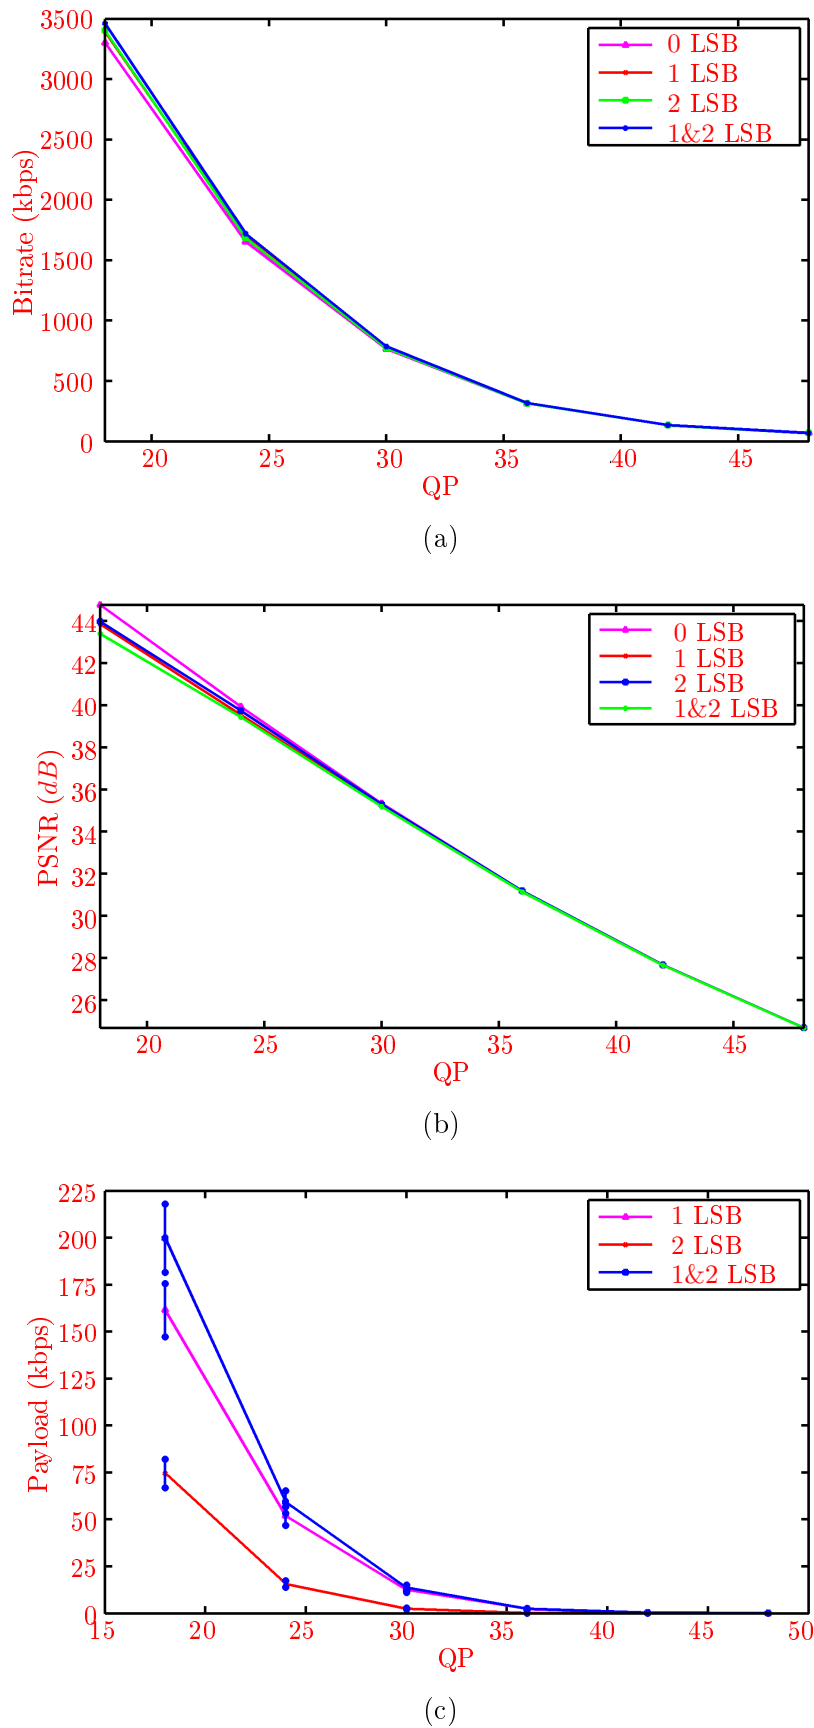 3500
3000
2500
2000
1500
1000
500
0
Bitrate (kbps)
0 LSB
1 LSB
2 LSB
1&2 LSB
20 25 30 35 40 45
QP
(a)
44
42
40
38
36
34
32
30
28
26
PSNR (dB)
0 LSB
1 LSB
2 LSB
1&2 LSB
20 25 30 35 40 45
QP
(b)
225
200
175
150
125
100
75
50
25
0
Payload (kbps)
1 LSB
2 LSB
1&2 LSB
15 20 25 30 35 40 45 50
QP
(c)